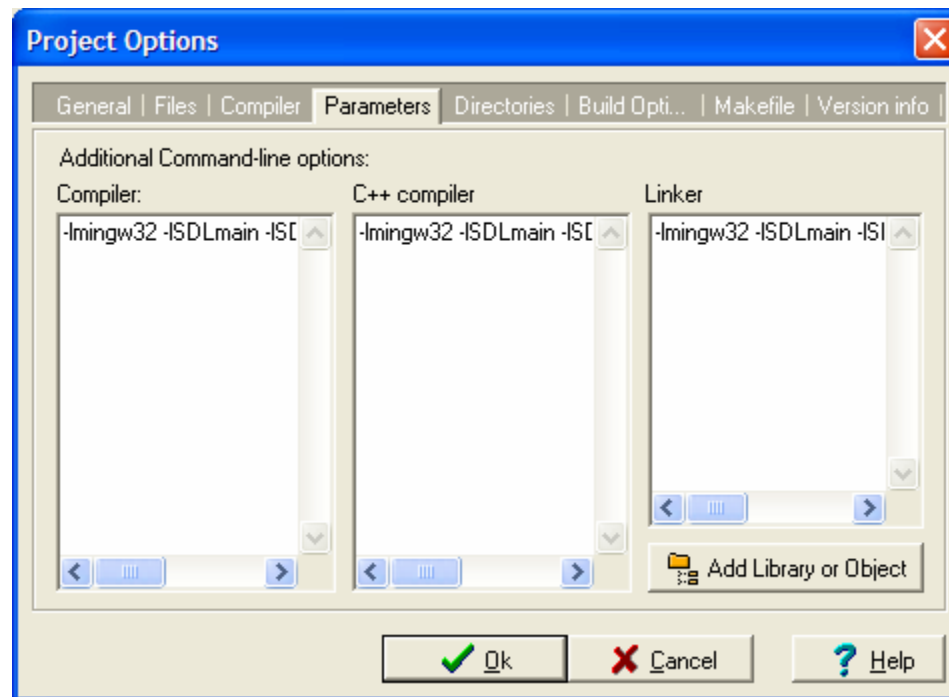 Project Options
General | Files | Compiler | Parameters | Directories | Build Opti... | Makefile | Version info
Additional Command-line options:
Compiler:
C++ compiler
Linker
-lmingw32 -lSDLmain -lSD
-lmingw32 -lSDLmain -lSD
-lmingw32 -lSDLmain -lSI
Add Library or Object
Ok
Cancel
Help